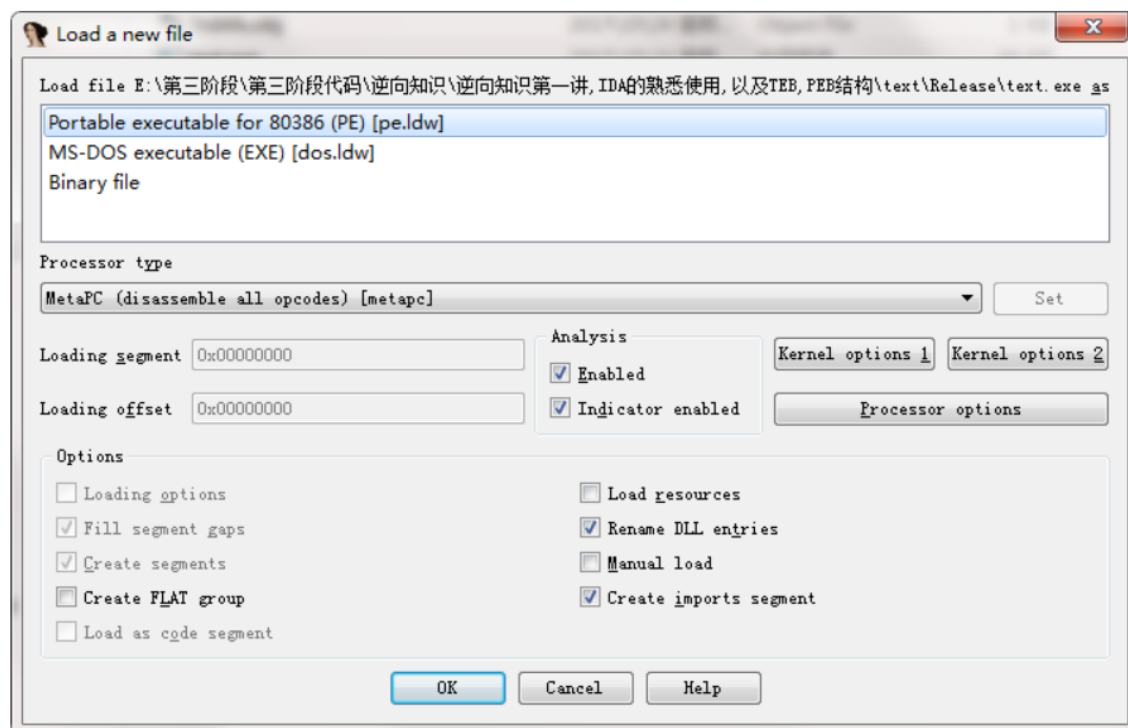 Load a new file
Load file E:\第三阶段\第三阶段代码\逆向知识\逆向知识第一讲,IDA的熟悉使用,以及TEB,PEB结构\text\Release\text.exe as
Portable executable for 80386 (PE) [pe.ldw]
MS-DOS executable (EXE) [dos.ldw]
Binary file
Processor type
MetaPC (disassemble all opcodes) [metapc]
Set
Analysis
Loading segment 0x00000000
Enabled
Kernel options 1 Kernel options 2
Loading offset 0x00000000
Indicator enabled
Processor options
Options
Loading options
Load resources
Fill segment gaps
Rename DLL entries
Create segments
Manual load
Create FLAT group
Create imports segment
Load as code segment
OK Cancel Help